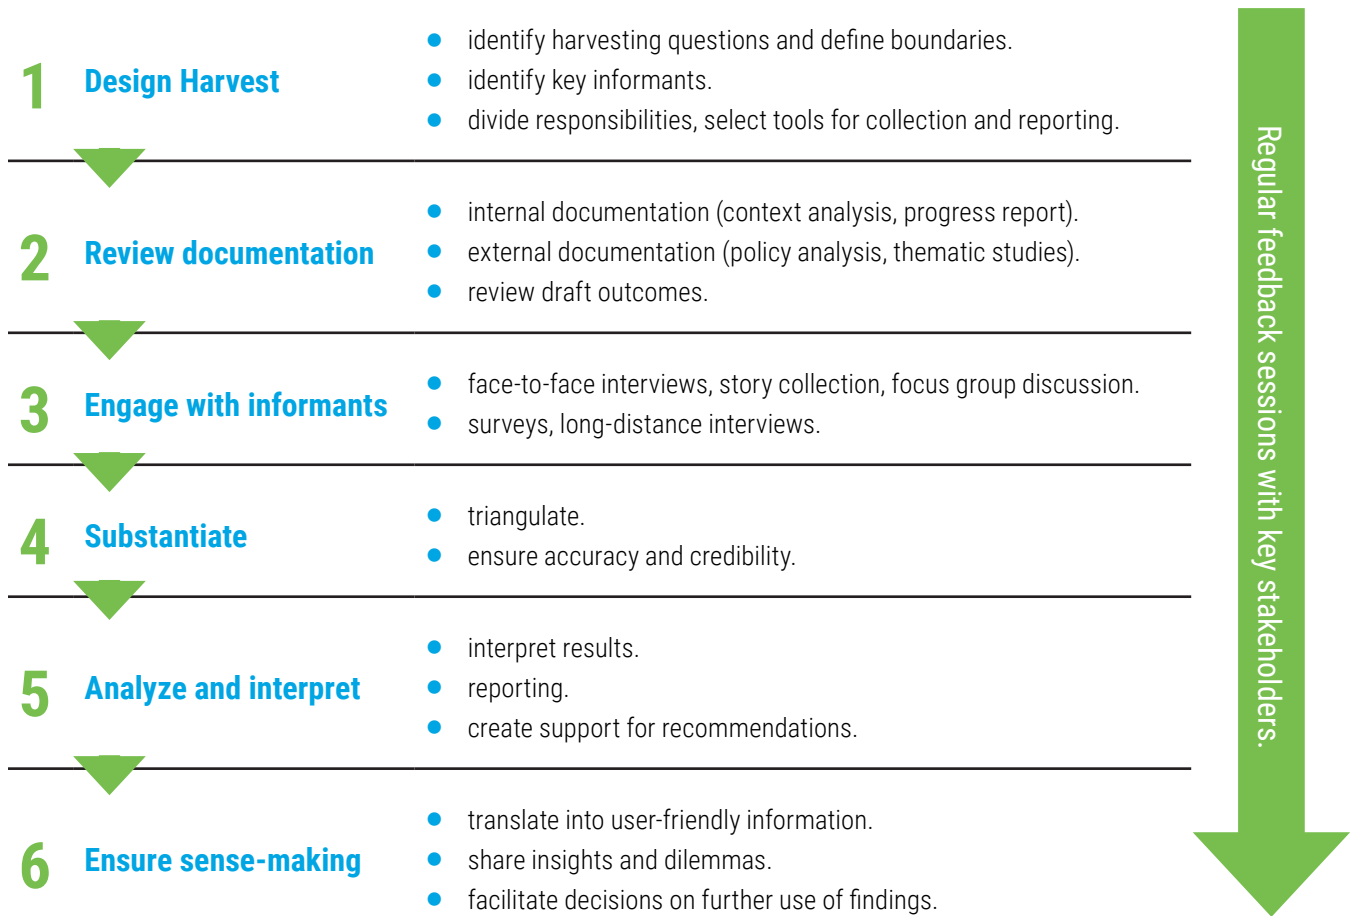 1
Design Harvest
identify harvesting questions and define boundaries.
identify key informants.
divide responsibilities, select tools for collection and reporting.
2
Review documentation
internal documentation (context analysis, progress report).
external documentation (policy analysis, thematic studies).
review draft outcomes.
3
Engage with informants
face-to-face interviews, story collection, focus group discussion.
surveys, long-distance interviews.
4
Substantiate
triangulate.
ensure accuracy and credibility.
5
Analyze and interpret
interpret results.
reporting.
create support for recommendations.
6
Ensure sense-making
translate into user-friendly information.
share insights and dilemmas.
facilitate decisions on further use of findings.
Regular feedback sessions with key stakeholders.